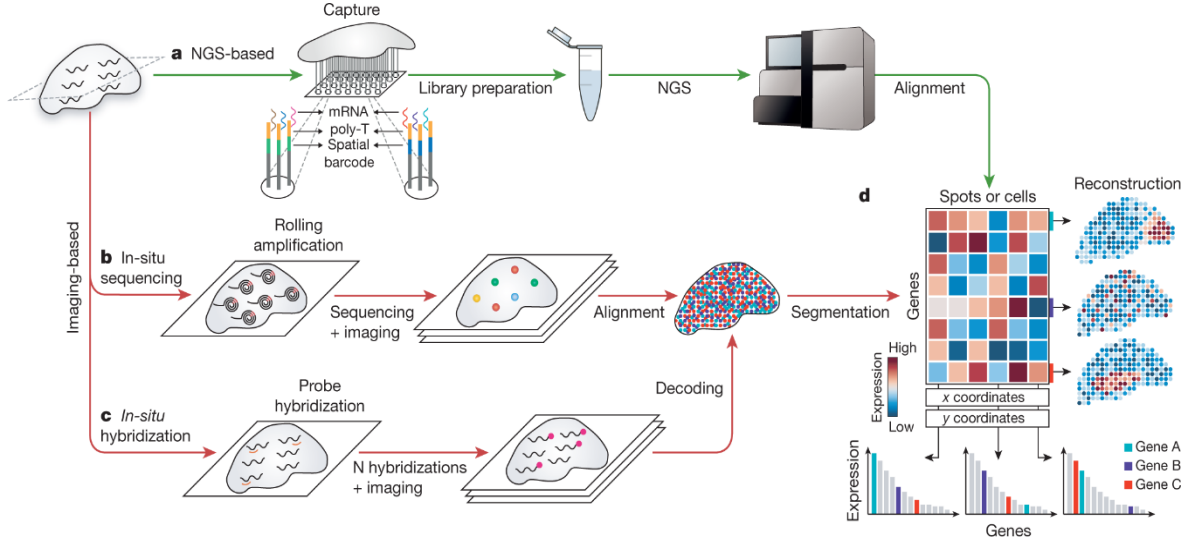 Capture
a NGS-based
Library preparation
NGS
Alignment
mRNA
poly-T
Spatial
barcode
Imaging-based
b In-situ
sequencing
Rolling
amplification
Sequencing
+ imaging
Alignment
Segmentation
c In-situ
hybridization
Probe
hybridization
N hybridizations
+ imaging
Decoding
d
Spots or cells
Reconstruction
Genes
High
Expression
Low
x coordinates
y coordinates
Gene A
Gene B
Gene C
Expression
Genes